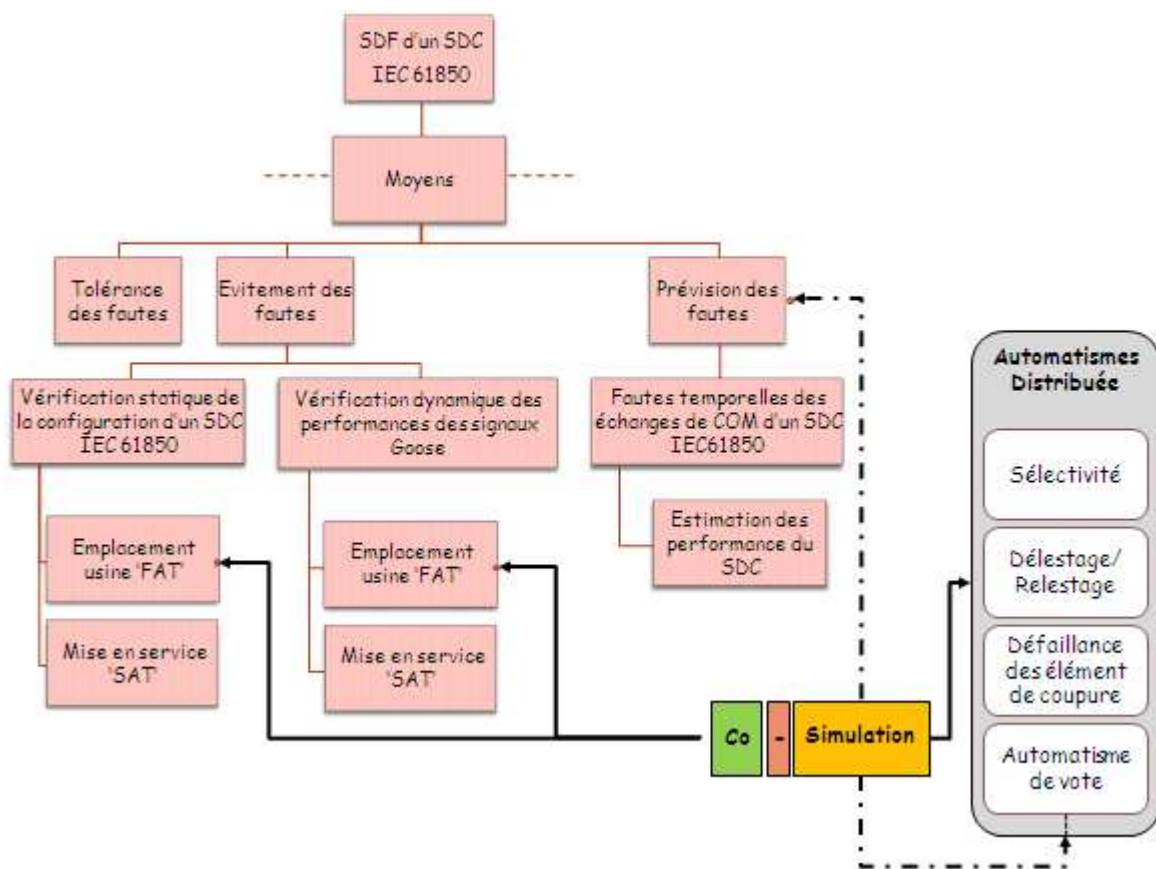 SDF d'un SDC
IEC 61850
Moyens
Tolérance
des fautes
Evitement des
fautes
Prévision des
fautes
Vérification statique de
la configuration d'un SDC
IEC 61850
Vérification dynamique des
performances des signaux
Goose
Fautes temporelles des
échanges de COM d'un SDC
IEC61850
Emplacement
usine 'FAT'
Mise en service
'SAT'
Emplacement
usine 'FAT'
Mise en service
'SAT'
Estimation des
performance du
SDC
Co - Simulation
Automatismes
Distribuée
Sélectivité
Délestage/
Relestage
Défaillance
des élément
de coupure
Automatisme
de vote